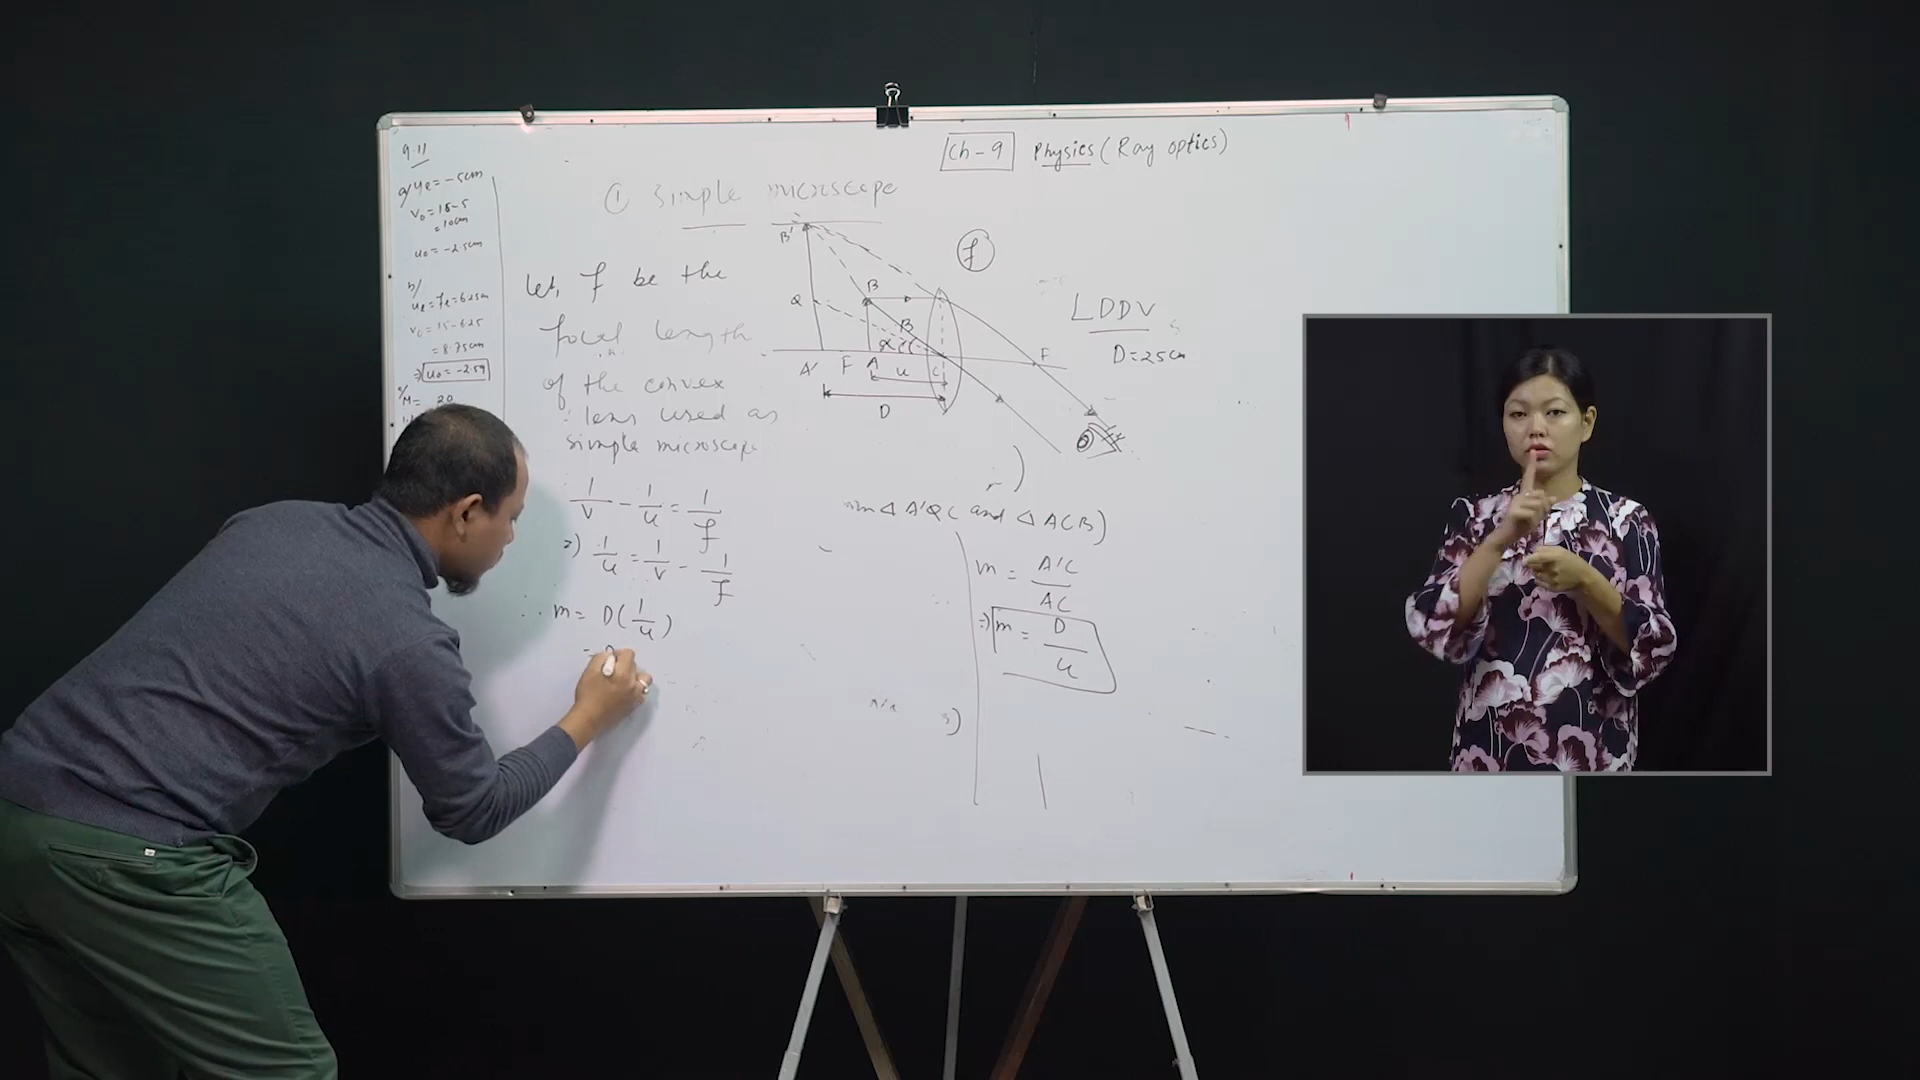 Ch-9 Physics (Ray optics)
9.11
a) ue = -5cm
v₀ = 15-5
= 10cm
u₀ = -2.5cm
b/
ue = fe = 6.25cm
v₀ = 15-6.25
= 8.75cm
⇒ u₀ = -2.59
M = 20
① Simple microscope
Let, f be the
focal length
of the convex
lens used as
simple microscope
1/v - 1/u = 1/f
⇒) 1/u = 1/v - 1/f
∴ m = D(1/u)
=
B'
Q
B
B
α
A' F A u C F
D
f
LDDV
D=25cm
△ A'QC and △ ACB)
m = A'C/AC
⇒ m = D/u